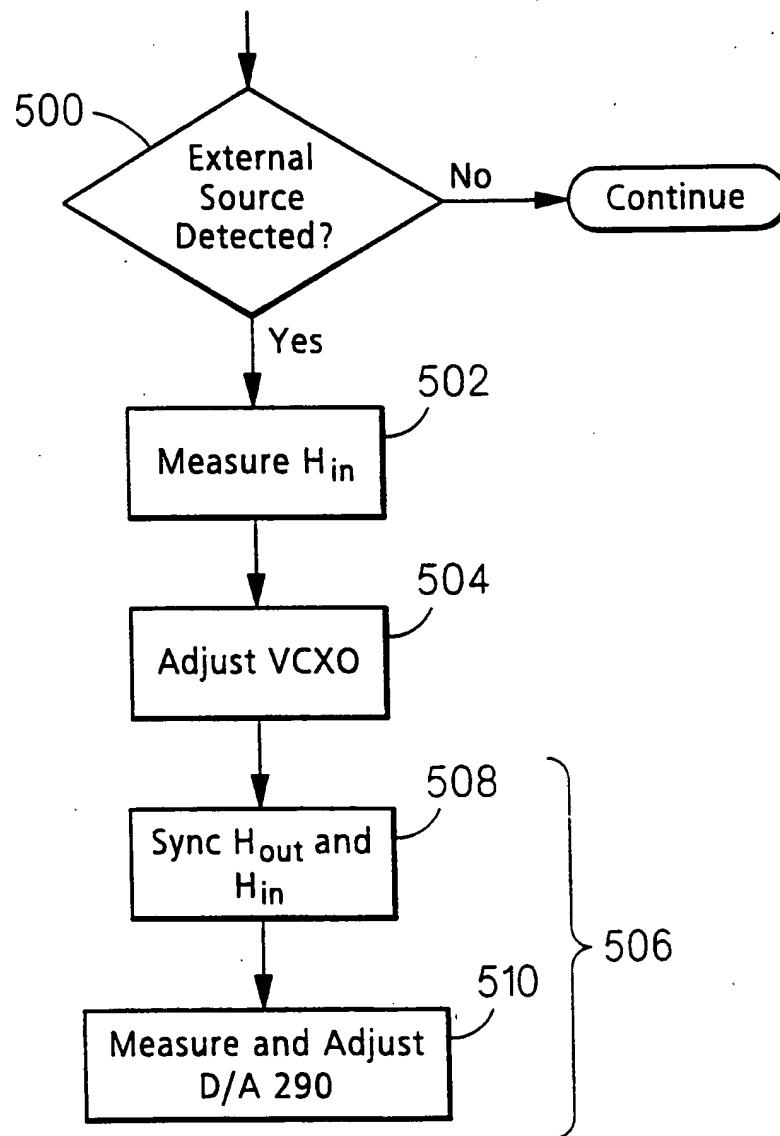 500
External
Source
Detected?
No
Continue
Yes
502
Measure H_in
504
Adjust VCXO
508
Sync H_out and
H_in
506
510
Measure and Adjust
D/A 290